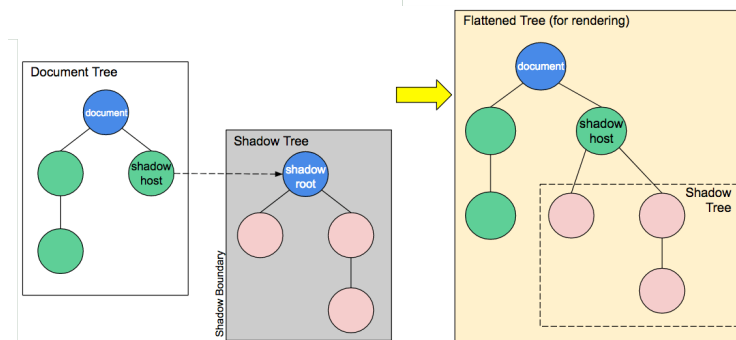 Document Tree
document
shadow
host
Shadow Tree
shadow
root
Shadow Boundary
Flattened Tree (for rendering)
document
shadow
host
Shadow
Tree